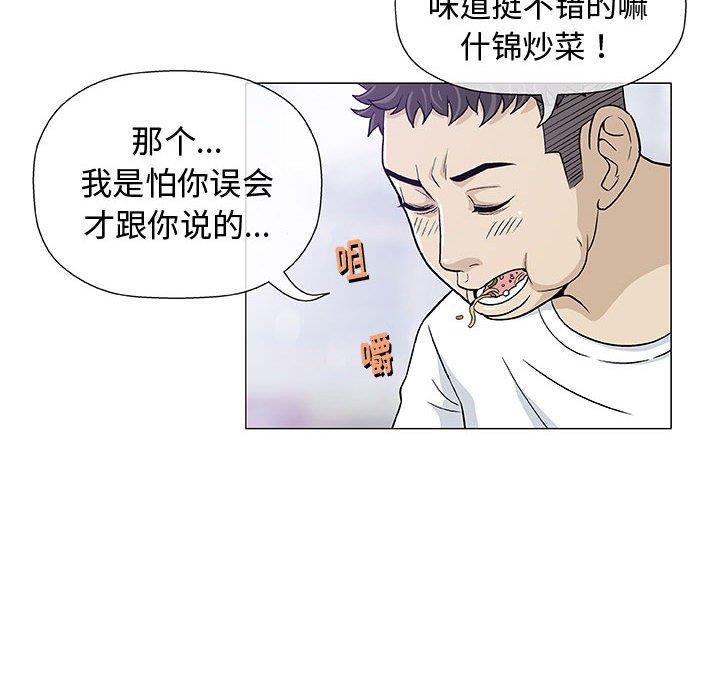 味道挺不错的嘛
什锦炒菜！
那个…
我是怕你误会
才跟你说的…
咀
嚼